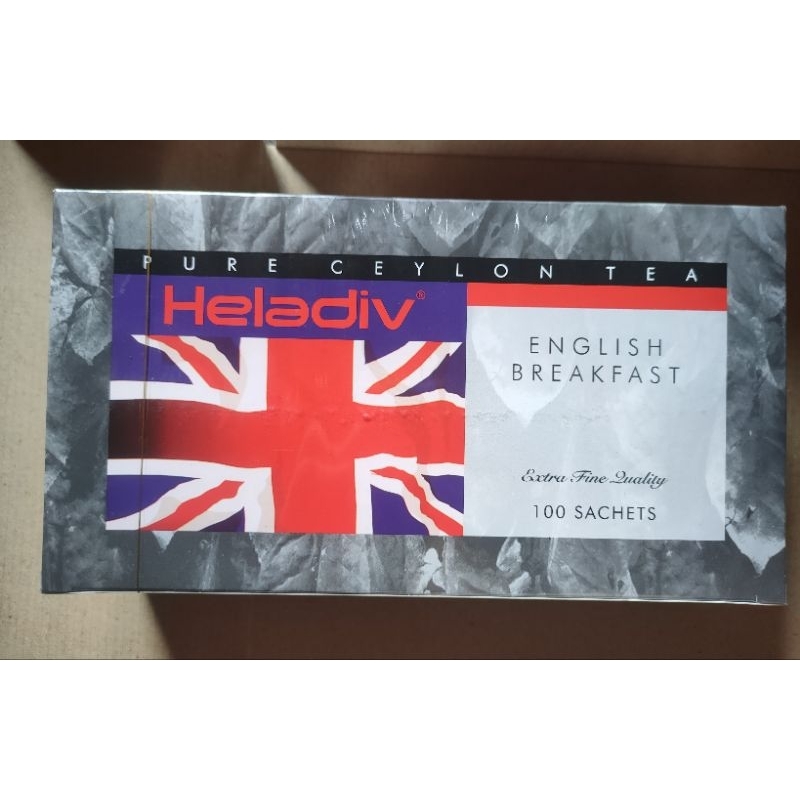 PURE CEYLON TEA
Heladiv®
ENGLISH
BREAKFAST
Extra Fine Quality
100 SACHETS